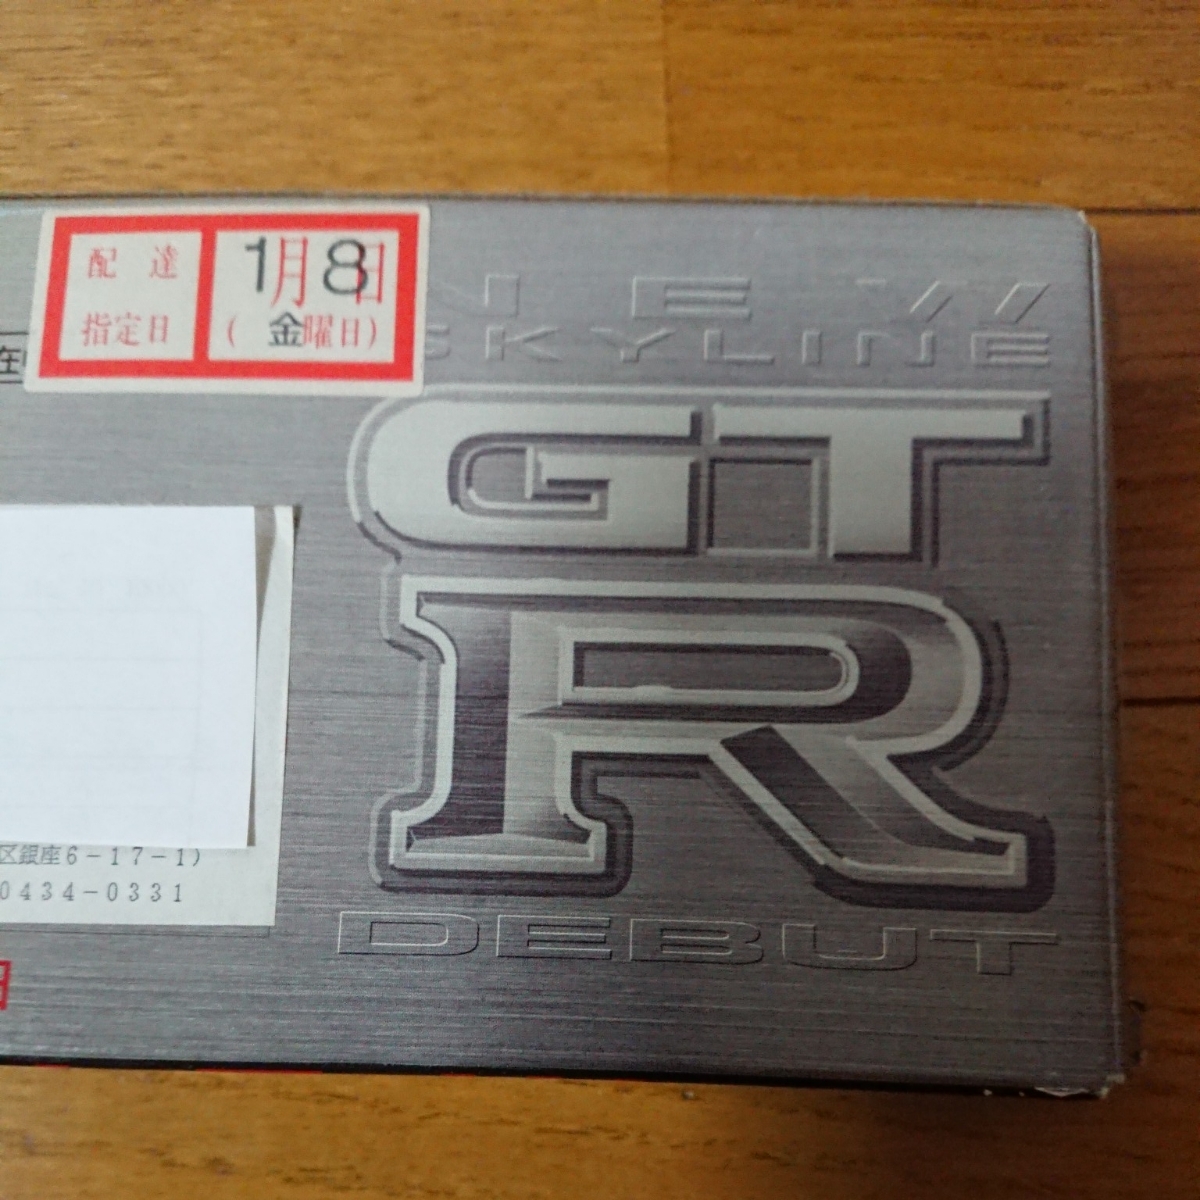 配達 1月8日
指定日 (金曜日)
NEW
SKYLINE
GT
R
DEBUT
区銀座6-17-1)
0434-0331